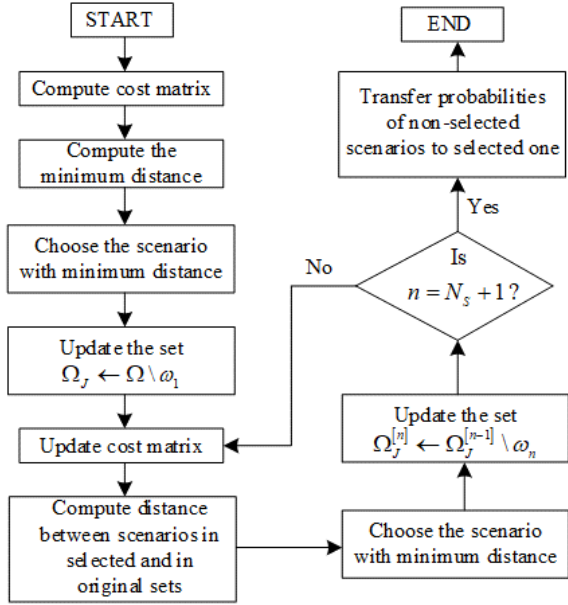 START
Compute cost matrix
Compute the
minimum distance
Choose the scenario
with minimum distance
Update the set
Ω_J ← Ω \ ω_1
Update cost matrix
Compute distance
between scenarios in
selected and in
original sets
Choose the scenario
with minimum distance
Update the set
Ω_J^{[n]} ← Ω_J^{[n-1]} \ ω_n
Is
n = N_S + 1 ?
No
Yes
Transfer probabilities
of non-selected
scenarios to selected one
END